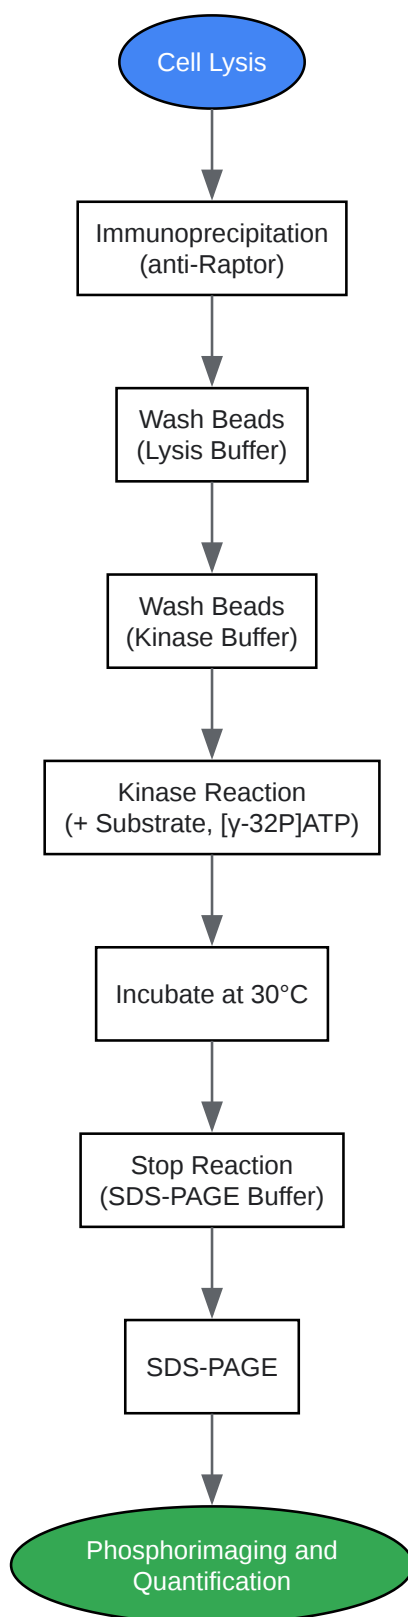 Cell Lysis
Immunoprecipitation
(anti-Raptor)
Wash Beads
(Lysis Buffer)
Wash Beads
(Kinase Buffer)
Kinase Reaction
(+ Substrate, [γ-32P]ATP)
Incubate at 30°C
Stop Reaction
(SDS-PAGE Buffer)
SDS-PAGE
Phosphorimaging and
Quantification